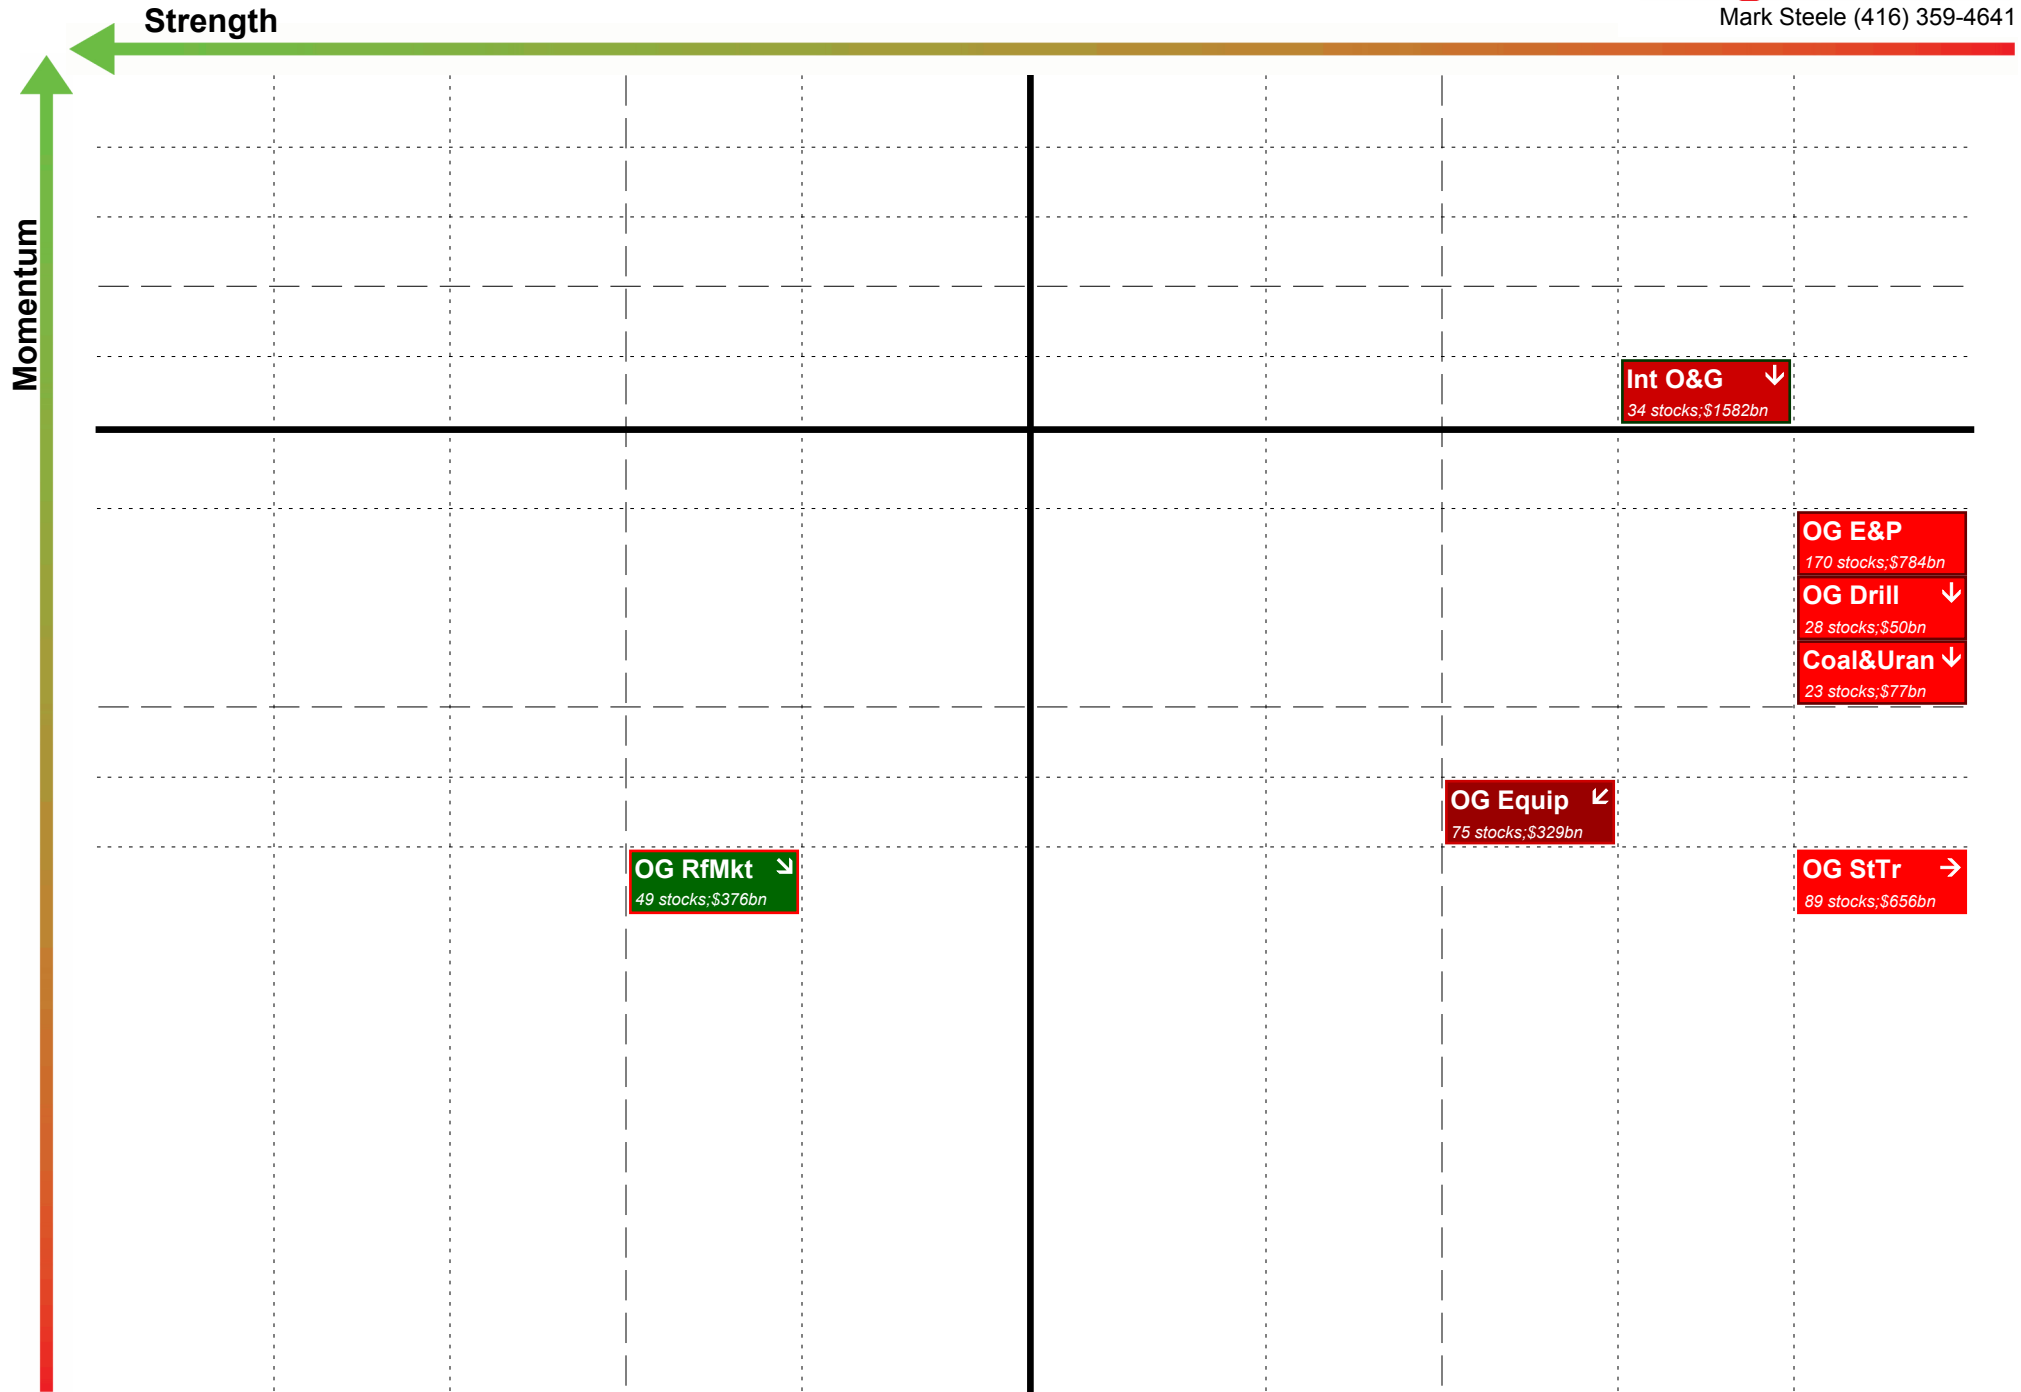 Strength
Mark Steele (416) 359-4641
Momentum
Int O&G
34 stocks;$1582bn
OG E&P
170 stocks;$784bn
OG Drill
28 stocks;$50bn
Coal&Uran
23 stocks;$77bn
OG Equip
75 stocks;$329bn
OG RfMkt
49 stocks;$376bn
OG StTr
89 stocks;$656bn